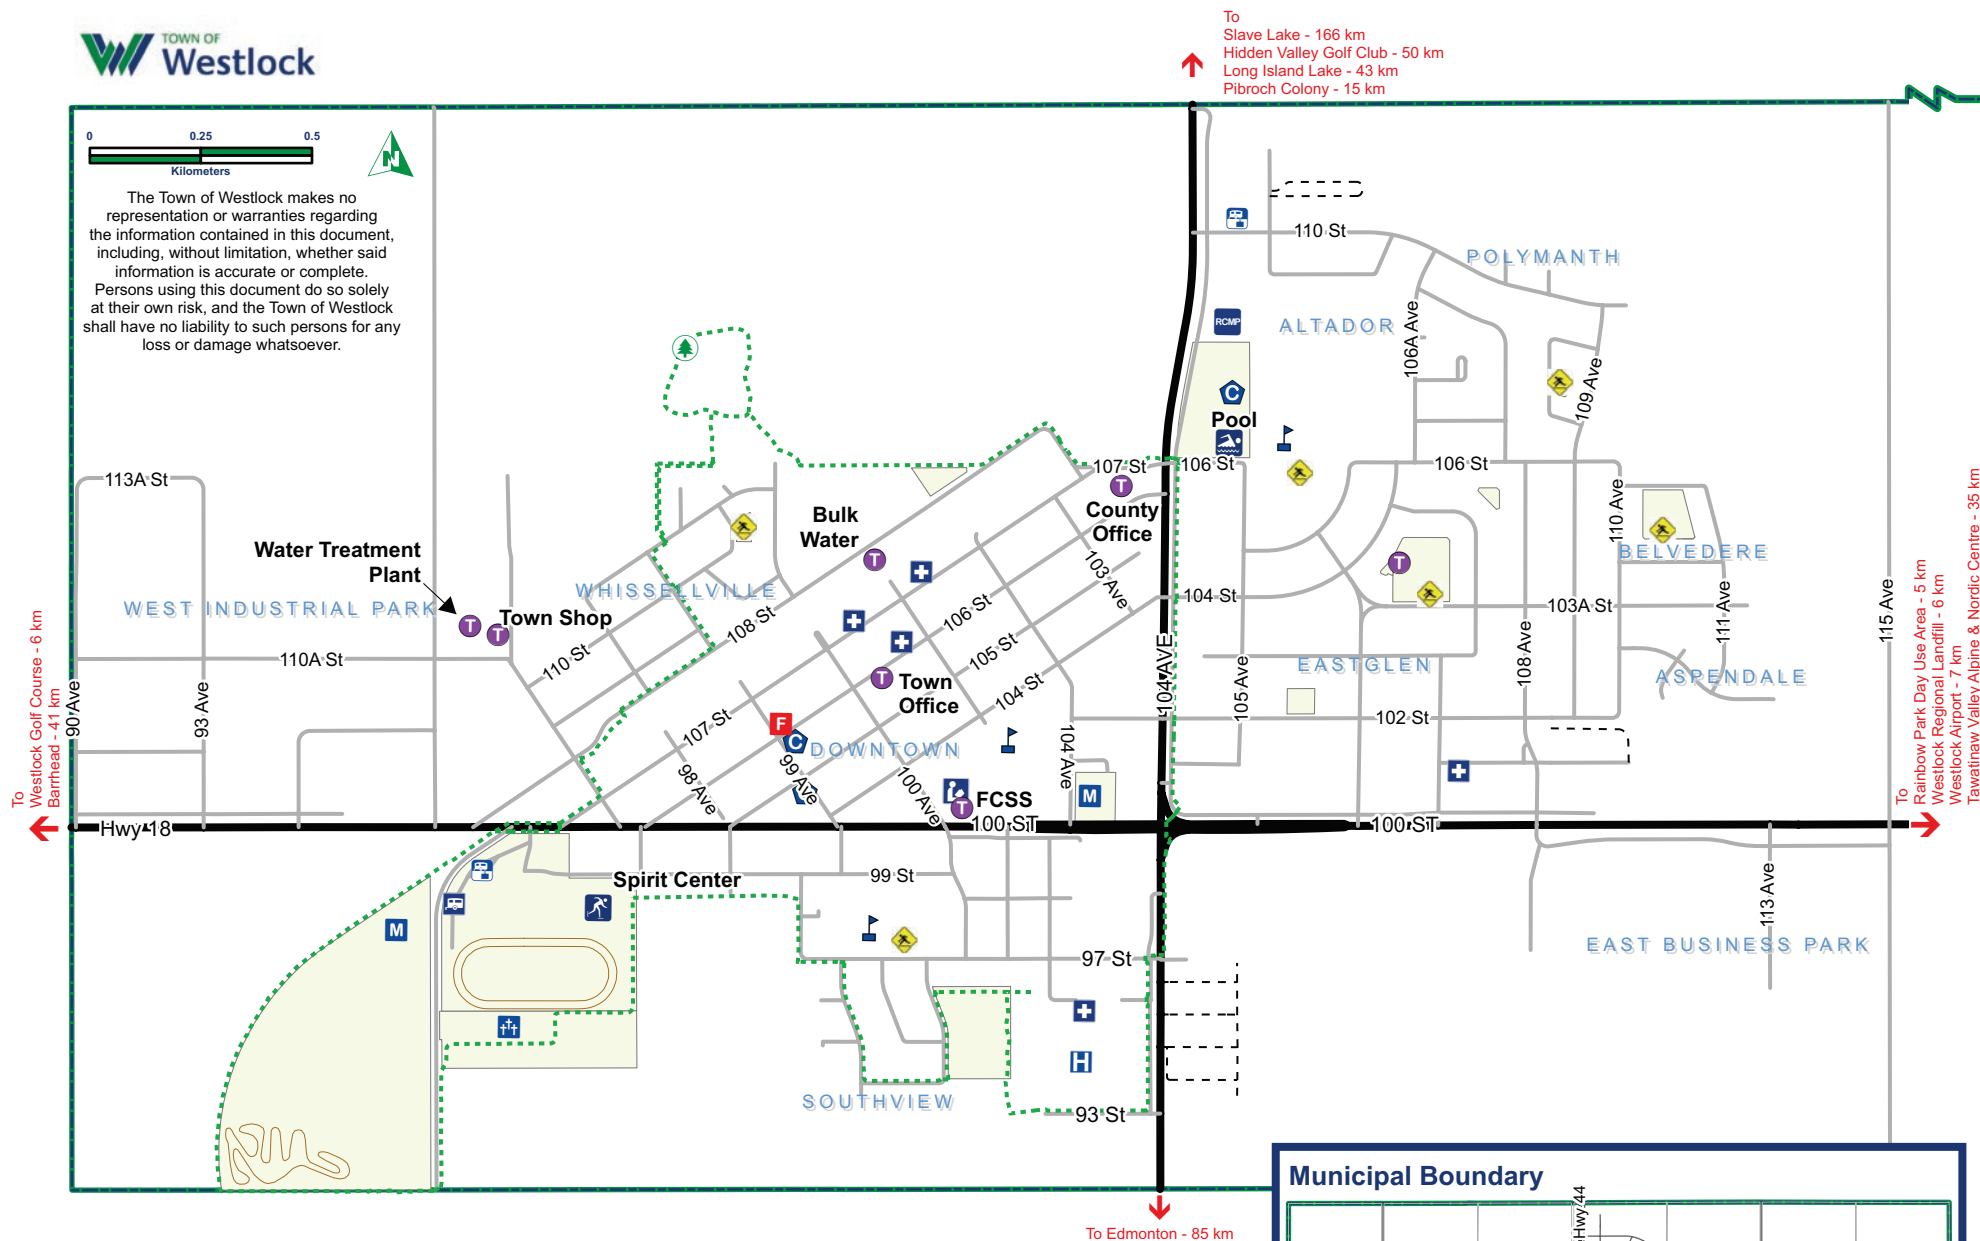 TOWN OF
Westlock
To
Slave Lake - 166 km
Hidden Valley Golf Club - 50 km
Long Island Lake - 43 km
Pibroch Colony - 15 km
0 0.25 0.5
Kilometers
N
The Town of Westlock makes no
representation or warranties regarding
the information contained in this document,
including, without limitation, whether said
information is accurate or complete.
Persons using this document do so solely
at their own risk, and the Town of Westlock
shall have no liability to such persons for any
loss or damage whatsoever.
110 St
POLYMANTH
RCMP
ALTADOR
106A Ave
109 Ave
C
Pool
107 St
106 St
106 St
113A St
T
County
Office
Bulk
Water
T
110 Ave
BELVEDERE
T
Water Treatment
Plant
WEST INDUSTRIAL PARK
WHISSELLVILLE
103 Ave
104 St
103A St
111 Ave
115 Ave
T
T
Town Shop
108 St
106 St
110 St
105 St
110A St
T
Town
Office
104 St
104 AVE
105 Ave
EASTGLEN
108 Ave
ASPENDALE
90 Ave
93 Ave
107 St
F
C
DOWNTOWN
102 St
104 Ave
98 Ave
99 Ave
100 Ave
T
FCSS
M
Hwy 18
100 ST
100 ST
To
Westlock Golf Course - 6 km
Barrhead - 41 km
To
Rainbow Park Day Use Area - 5 km
Westlock Regional Landfill - 6 km
Westlock Airport - 7 km
Tawatinaw Valley Alpine & Nordic Centre - 35 km
Spirit Center
99 St
113 Ave
M
EAST BUSINESS PARK
97 St
H
SOUTHVIEW
93 St
To Edmonton - 85 km
Municipal Boundary
Hwy 44